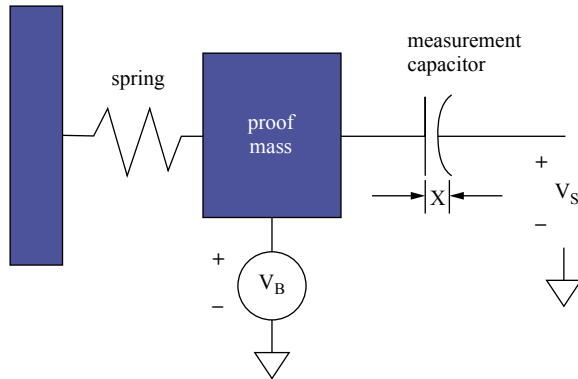 measurement
capacitor
spring
proof
mass
X
+
V_S
–
+
V_B
–